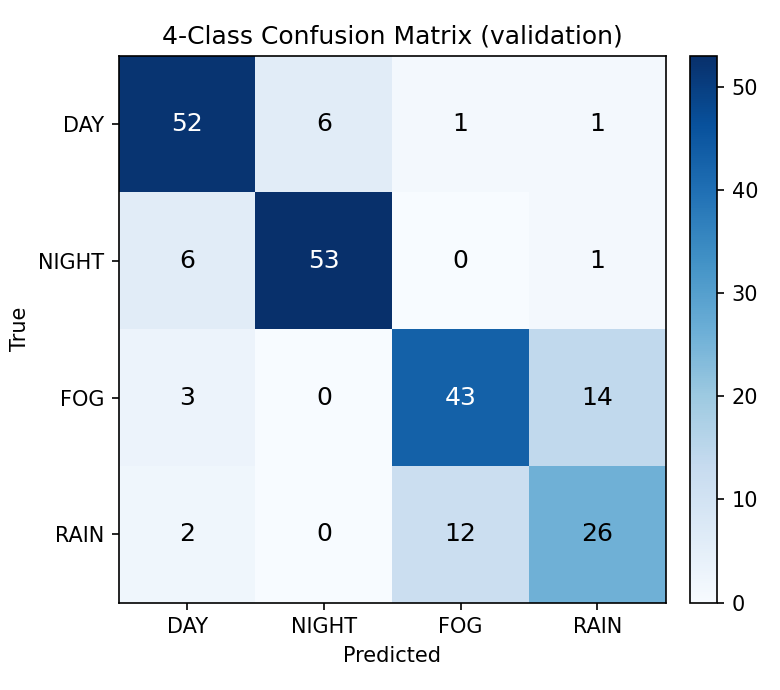 4-Class Confusion Matrix (validation)
DAY 52 6 1 1
NIGHT 6 53 0 1
FOG 3 0 43 14
RAIN 2 0 12 26
DAY NIGHT FOG RAIN
Predicted
True
50
40
30
20
10
0